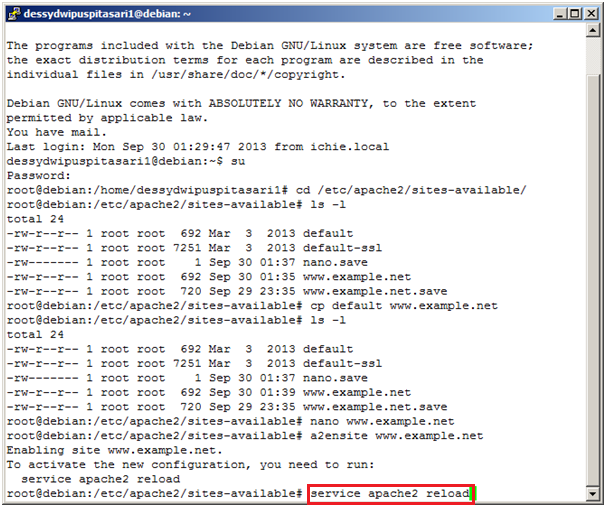 dessydwipuspitasari1@debian: ~
The programs included with the Debian GNU/Linux system are free software;
the exact distribution terms for each program are described in the
individual files in /usr/share/doc/*/copyright.
Debian GNU/Linux comes with ABSOLUTELY NO WARRANTY, to the extent
permitted by applicable law.
You have mail.
Last login: Mon Sep 30 01:29:47 2013 from ichie.local
dessydwipuspitasari1@debian:~$ su
Password:
root@debian:/home/dessydwipuspitasari1# cd /etc/apache2/sites-available/
root@debian:/etc/apache2/sites-available# ls -l
total 24
-rw-r--r-- 1 root root  692 Mar  3  2013 default
-rw-r--r-- 1 root root 7251 Mar  3  2013 default-ssl
-rw------- 1 root root    1 Sep 30 01:37 nano.save
-rw-r--r-- 1 root root  692 Sep 30 01:35 www.example.net
-rw-r--r-- 1 root root  720 Sep 29 23:35 www.example.net.save
root@debian:/etc/apache2/sites-available# cp default www.example.net
root@debian:/etc/apache2/sites-available# ls -l
total 24
-rw-r--r-- 1 root root  692 Mar  3  2013 default
-rw-r--r-- 1 root root 7251 Mar  3  2013 default-ssl
-rw------- 1 root root    1 Sep 30 01:37 nano.save
-rw-r--r-- 1 root root  692 Sep 30 01:39 www.example.net
-rw-r--r-- 1 root root  720 Sep 29 23:35 www.example.net.save
root@debian:/etc/apache2/sites-available# nano www.example.net
root@debian:/etc/apache2/sites-available# a2ensite www.example.net
Enabling site www.example.net.
To activate the new configuration, you need to run:
  service apache2 reload
root@debian:/etc/apache2/sites-available# service apache2 reload